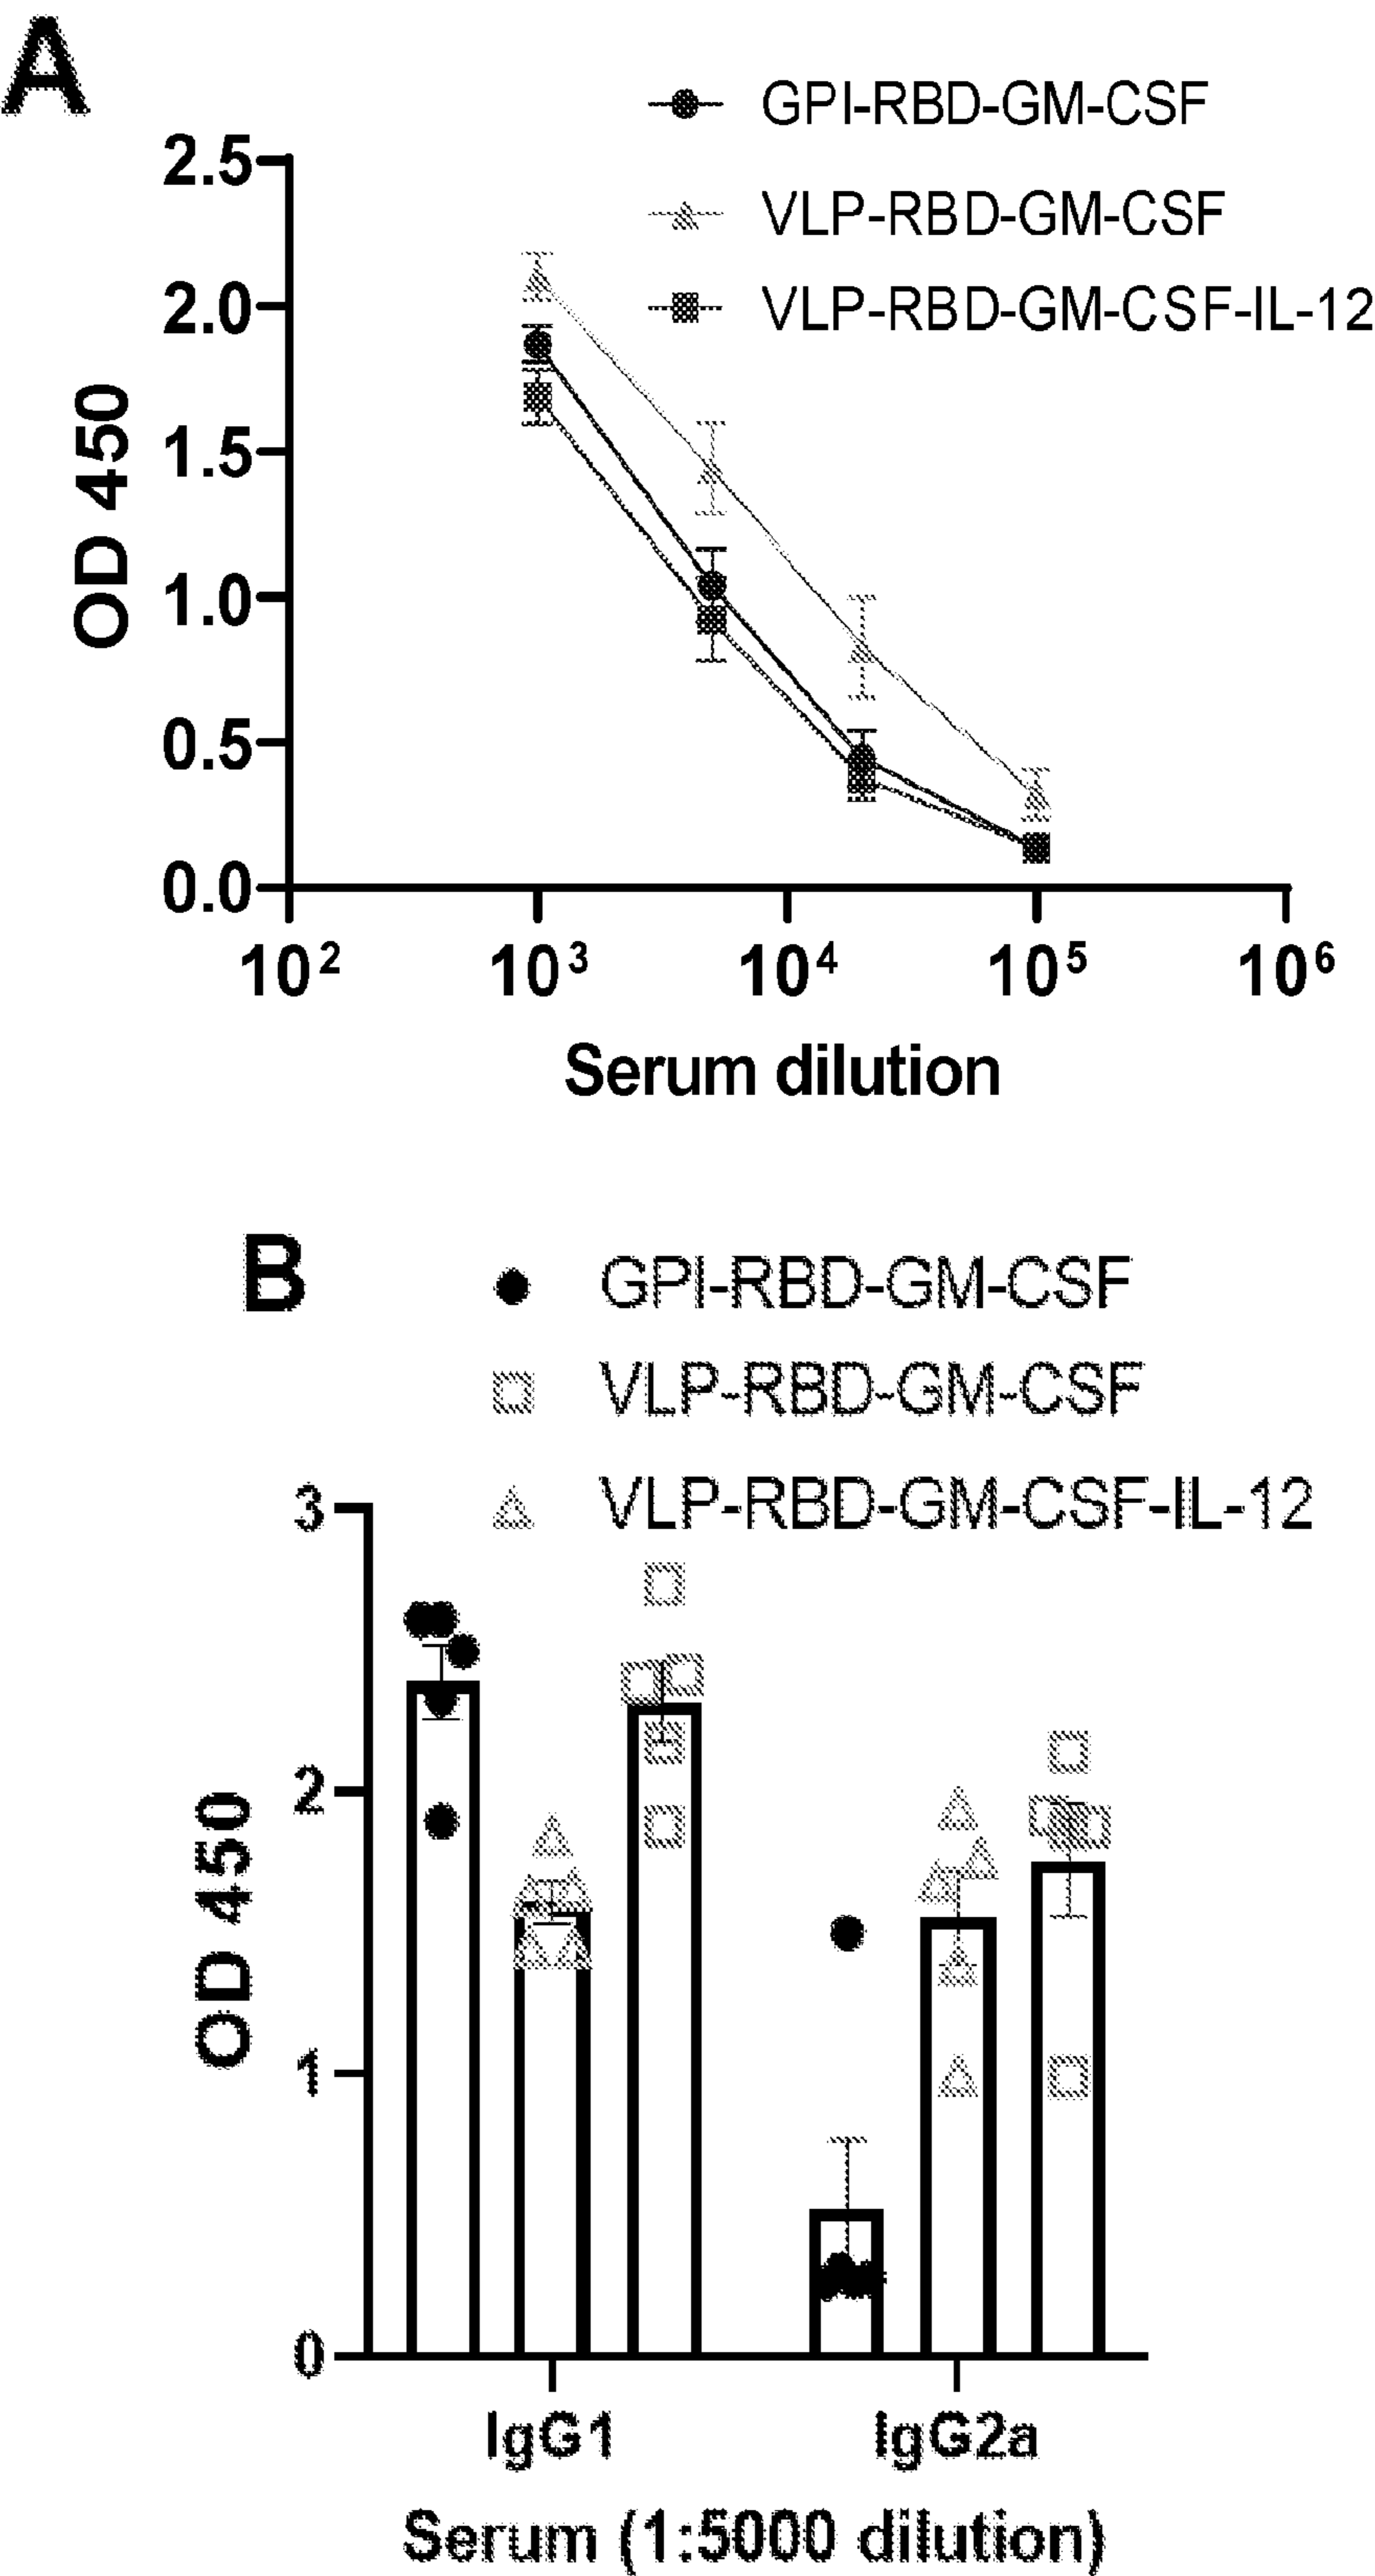 A
GPI-RBD-GM-CSF
VLP-RBD-GM-CSF
VLP-RBD-GM-CSF-IL-12
2.5
2.0
1.5
1.0
0.5
0.0
OD 450
10² 10³ 10⁴ 10⁵ 10⁶
Serum dilution
B
GPI-RBD-GM-CSF
VLP-RBD-GM-CSF
VLP-RBD-GM-CSF-IL-12
3
2
1
0
OD 450
IgG1 IgG2a
Serum (1:5000 dilution)